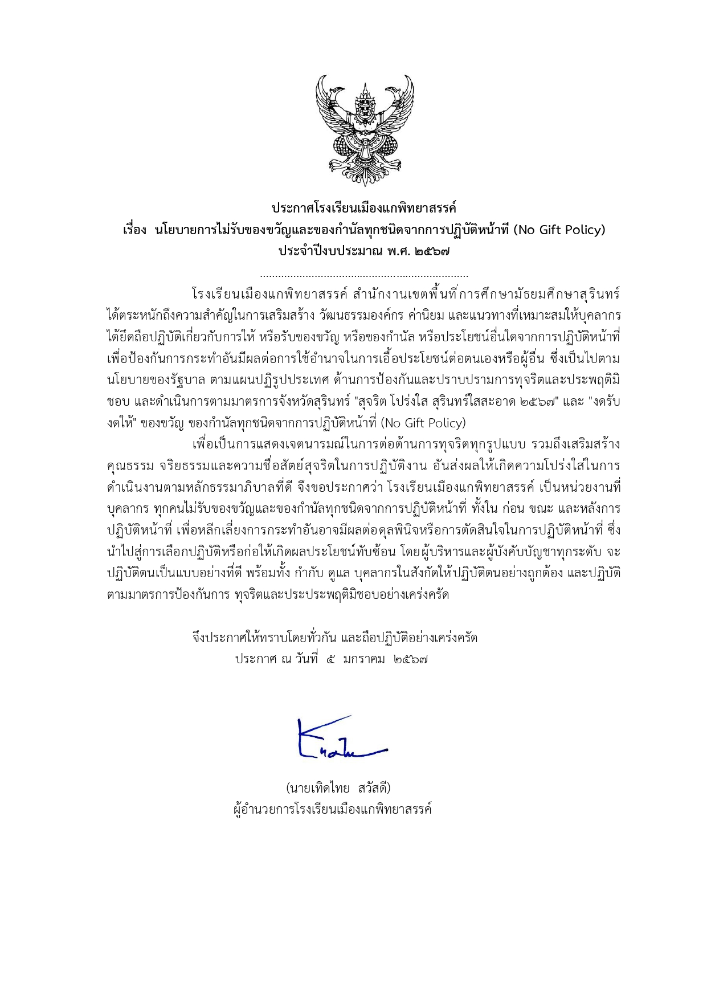 ประกาศโรงเรียนเมืองแกพิทยาสรรค์
เรื่อง นโยบายการไม่รับของขวัญและของกำนัลทุกชนิดจากการปฏิบัติหน้าที (No Gift Policy)
ประจำปีงบประมาณ พ.ศ. ๒๕๖๗
.....................................................................
โรงเรียนเมืองแกพิทยาสรรค์ สำนักงานเขตพื้นที่การศึกษามัธยมศึกษาสุรินทร์
ได้ตระหนักถึงความสำคัญในการเสริมสร้าง วัฒนธรรมองค์กร ค่านิยม และแนวทางที่เหมาะสมให้บุคลากร
ได้ยึดถือปฏิบัติเกี่ยวกับการให้ หรือรับของขวัญ หรือของกำนัล หรือประโยชน์อื่นใดจากการปฏิบัติหน้าที่
เพื่อป้องกันการกระทำอันมีผลต่อการใช้อำนาจในการเอื้อประโยชน์ต่อตนเองหรือผู้อื่น ซึ่งเป็นไปตาม
นโยบายของรัฐบาล ตามแผนปฏิรูปประเทศ ด้านการป้องกันและปราบปรามการทุจริตและประพฤติมิ
ชอบ และดำเนินการตามมาตรการจังหวัดสุรินทร์ "สุจริต โปร่งใส สุรินทร์ใสสะอาด ๒๕๖๗" และ "งดรับ
งดให้" ของขวัญ ของกำนัลทุกชนิดจากการปฏิบัติหน้าที่ (No Gift Policy)
เพื่อเป็นการแสดงเจตนารมณ์ในการต่อต้านการทุจริตทุกรูปแบบ รวมถึงเสริมสร้าง
คุณธรรม จริยธรรมและความซื่อสัตย์สุจริตในการปฏิบัติงาน อันส่งผลให้เกิดความโปร่งใส่ในการ
ดำเนินงานตามหลักธรรมาภิบาลที่ดี จึงขอประกาศว่า โรงเรียนเมืองแกพิทยาสรรค์ เป็นหน่วยงานที่
บุคลากร ทุกคนไม่รับของขวัญและของกำนัลทุกชนิดจากการปฏิบัติหน้าที่ ทั้งใน ก่อน ขณะ และหลังการ
ปฏิบัติหน้าที่ เพื่อหลีกเลี่ยงการกระทำอันอาจมีผลต่อดุลพินิจหรือการตัดสินใจในการปฏิบัติหน้าที่ ซึ่ง
นำไปสู่การเลือกปฏิบัติหรือก่อให้เกิดผลประโยชน์ทับซ้อน โดยผู้บริหารและผู้บังคับบัญชาทุกระดับ จะ
ปฏิบัติตนเป็นแบบอย่างที่ดี พร้อมทั้ง กำกับ ดูแล บุคลากรในสังกัดให้ปฏิบัติตนอย่างถูกต้อง และปฏิบัติ
ตามมาตรการป้องกันการ ทุจริตและประประพฤติมิชอบอย่างเคร่งครัด
จึงประกาศให้ทราบโดยทั่วกัน และถือปฏิบัติอย่างเคร่งครัด
ประกาศ ณ วันที่ ๕ มกราคม ๒๕๖๗
(นายเทิดไทย สวัสดี)
ผู้อำนวยการโรงเรียนเมืองแกพิทยาสรรค์